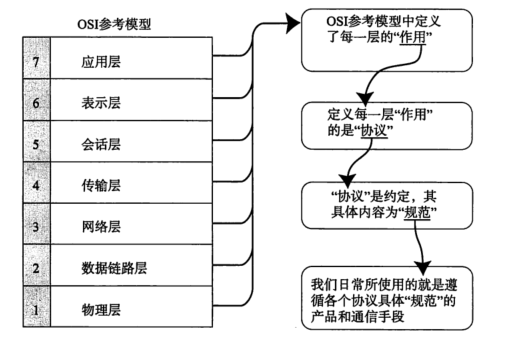 OSI参考模型
7 应用层
6 表示层
5 会话层
4 传输层
3 网络层
2 数据链路层
1 物理层
OSI参考模型中定义
了每一层的“作用”
定义每一层“作用”
的是“协议”
“协议”是约定，其
具体内容为“规范”
我们日常所使用的就是遵
循各个协议具体“规范”的
产品和通信手段